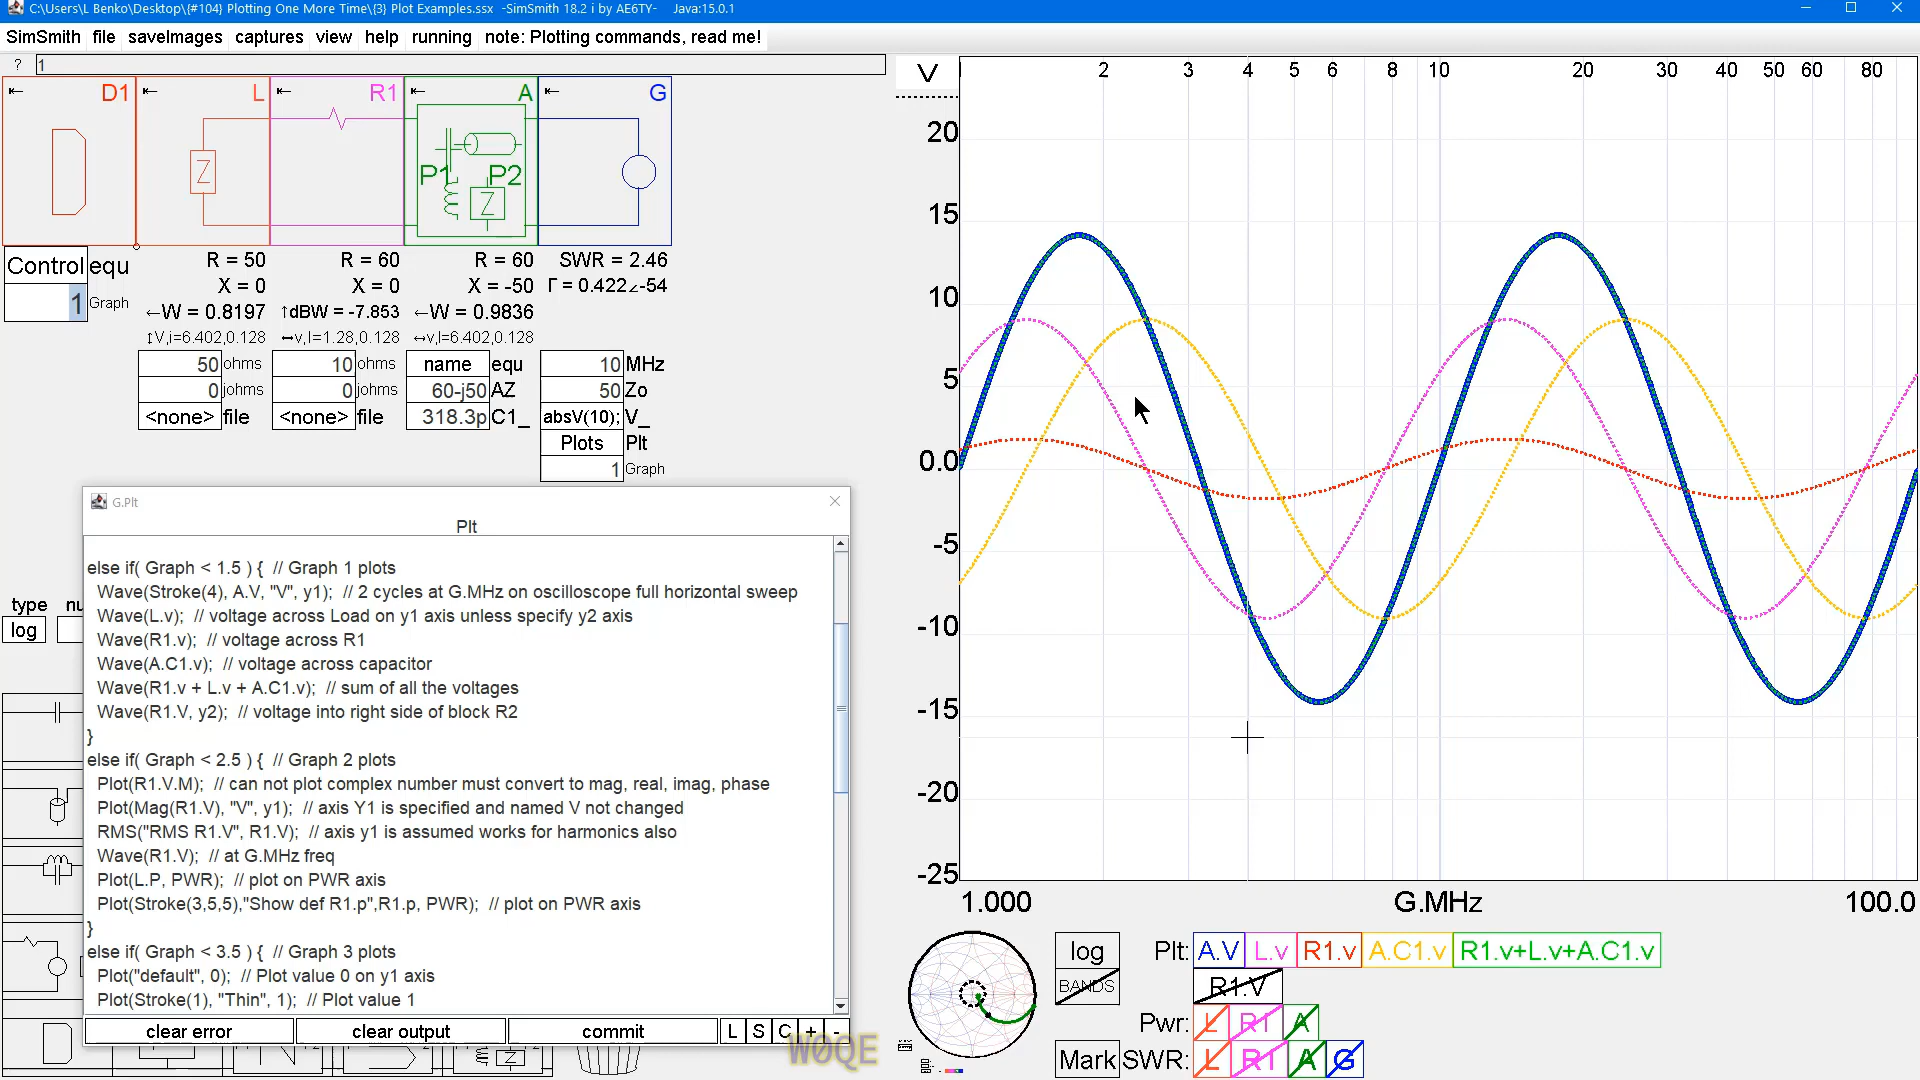 C:\Users\L Benko\Desktop\{#104} Plotting One More Time\{3} Plot Examples.ssx -SimSmith 18.2 i by AE6TY- Java:15.0.1
SimSmith file saveImages captures view help running note: Plotting commands, read me!
? 1
D1 L R1 A G
P1 P2
Control equ
1 Graph
R = 50 R = 60 R = 60 SWR = 2.46
X = 0 X = 0 X = -50 Γ = 0.422∠-54
←W = 0.8197 ↑dBW = -7.853 ←W = 0.9836
↕V,i=6.402,0.128 ↔v,I=1.28,0.128 ↔v,I=6.402,0.128
50 ohms 10 ohms name equ 10 MHz
0 johms 0 johms 60-j50 AZ 50 Zo
<none> file <none> file 318.3p C1_ absV(10); V_
Plots Plt
1 Graph
type nu
log
G.Plt
Plt
else if( Graph < 1.5 ) { // Graph 1 plots
Wave(Stroke(4), A.V, "V", y1); // 2 cycles at G.MHz on oscilloscope full horizontal sweep
Wave(L.v); // voltage across Load on y1 axis unless specify y2 axis
Wave(R1.v); // voltage across R1
Wave(A.C1.v); // voltage across capacitor
Wave(R1.v + L.v + A.C1.v); // sum of all the voltages
Wave(R1.V, y2); // voltage into right side of block R2
}
else if( Graph < 2.5 ) { // Graph 2 plots
Plot(R1.V.M); // can not plot complex number must convert to mag, real, imag, phase
Plot(Mag(R1.V), "V", y1); // axis Y1 is specified and named V not changed
RMS("RMS R1.V", R1.V); // axis y1 is assumed works for harmonics also
Wave(R1.V); // at G.MHz freq
Plot(L.P, PWR); // plot on PWR axis
Plot(Stroke(3,5,5),"Show def R1.p",R1.p, PWR); // plot on PWR axis
}
else if( Graph < 3.5 ) { // Graph 3 plots
Plot("default", 0); // Plot value 0 on y1 axis
Plot(Stroke(1), "Thin", 1); // Plot value 1
clear error clear output commit L S C + -
W0QE
V 2 3 4 5 6 8 10 20 30 40 50 60 80
20
15
10
5
0.0
-5
-10
-15
-20
-25
1.000 G.MHz 100.0
log Plt: A.V L.v R1.v A.C1.v R1.v+L.v+A.C1.v
BANDS R1.V
Pwr: L R1 A
Mark SWR: L R1 A G